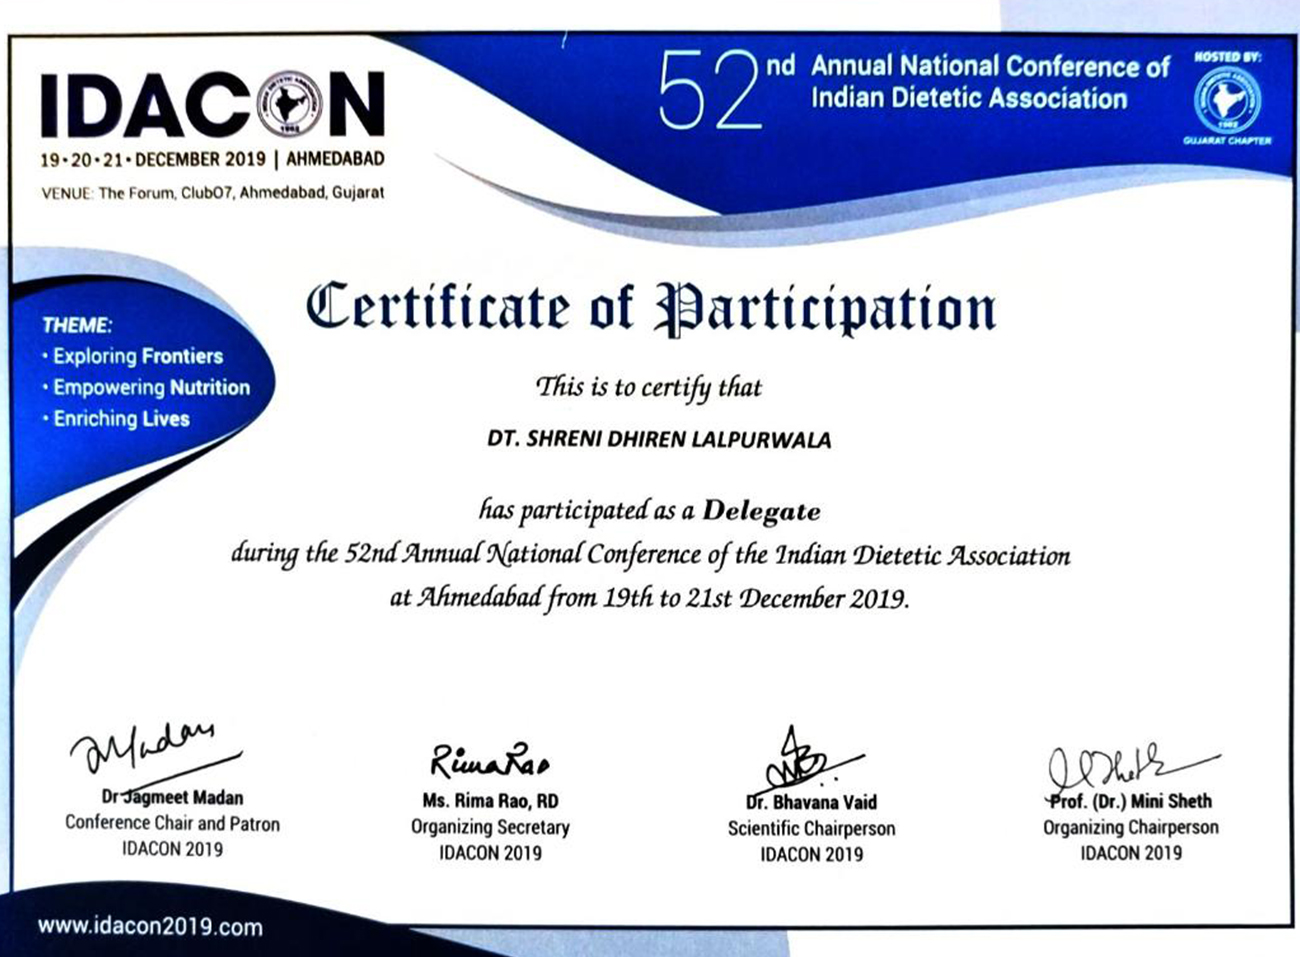 IDACON
19 • 20 • 21 • DECEMBER 2019 | AHMEDABAD
VENUE: The Forum, ClubO7, Ahmedabad, Gujarat
52nd Annual National Conference of
Indian Dietetic Association
HOSTED BY:
1962
GUJARAT CHAPTER
THEME:
• Exploring Frontiers
• Empowering Nutrition
• Enriching Lives
Certificate of Participation
This is to certify that
DT. SHRENI DHIREN LALPURWALA
has participated as a Delegate
during the 52nd Annual National Conference of the Indian Dietetic Association
at Ahmedabad from 19th to 21st December 2019.
Rima Rao
Dr Jagmeet Madan
Conference Chair and Patron
IDACON 2019
Ms. Rima Rao, RD
Organizing Secretary
IDACON 2019
Dr. Bhavana Vaid
Scientific Chairperson
IDACON 2019
Prof. (Dr.) Mini Sheth
Organizing Chairperson
IDACON 2019
www.idacon2019.com